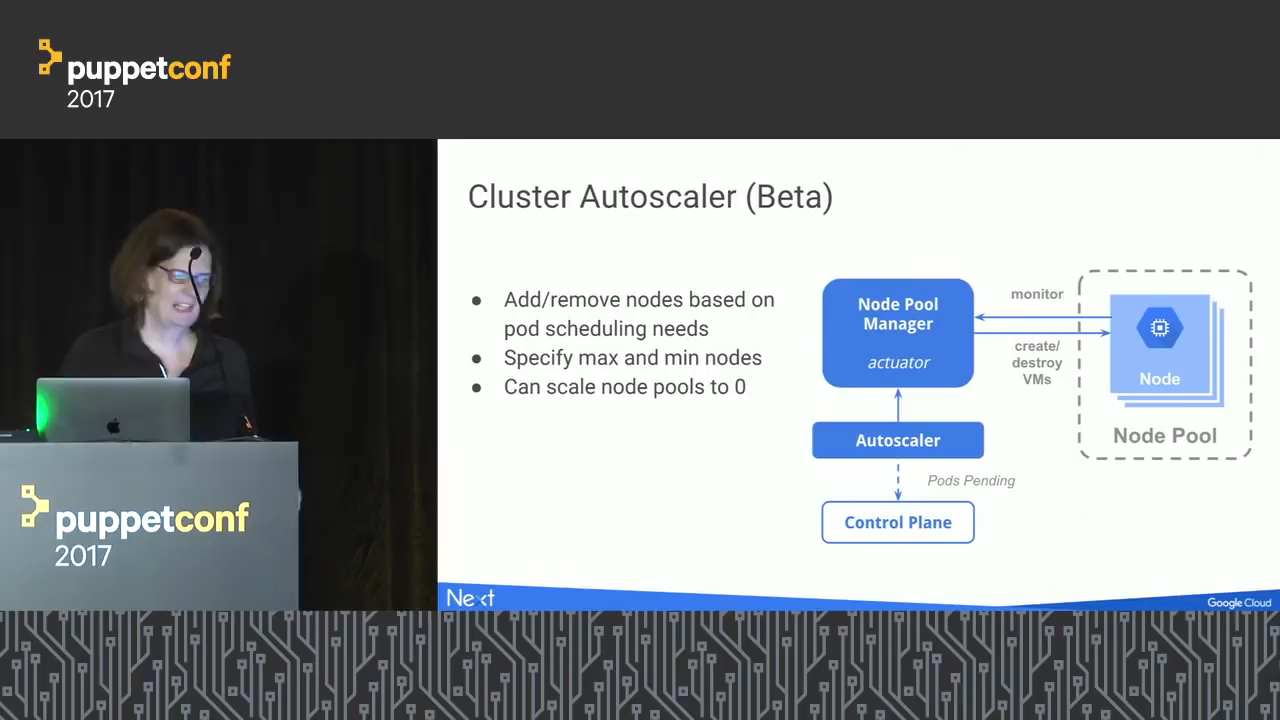 puppetconf
2017
Cluster Autoscaler (Beta)
● Add/remove nodes based on
pod scheduling needs
● Specify max and min nodes
● Can scale node pools to 0
Node Pool
Manager
actuator
monitor
create/
destroy
VMs
Node
Node Pool
Autoscaler
Pods Pending
Control Plane
Next
Google Cloud
puppetconf
2017